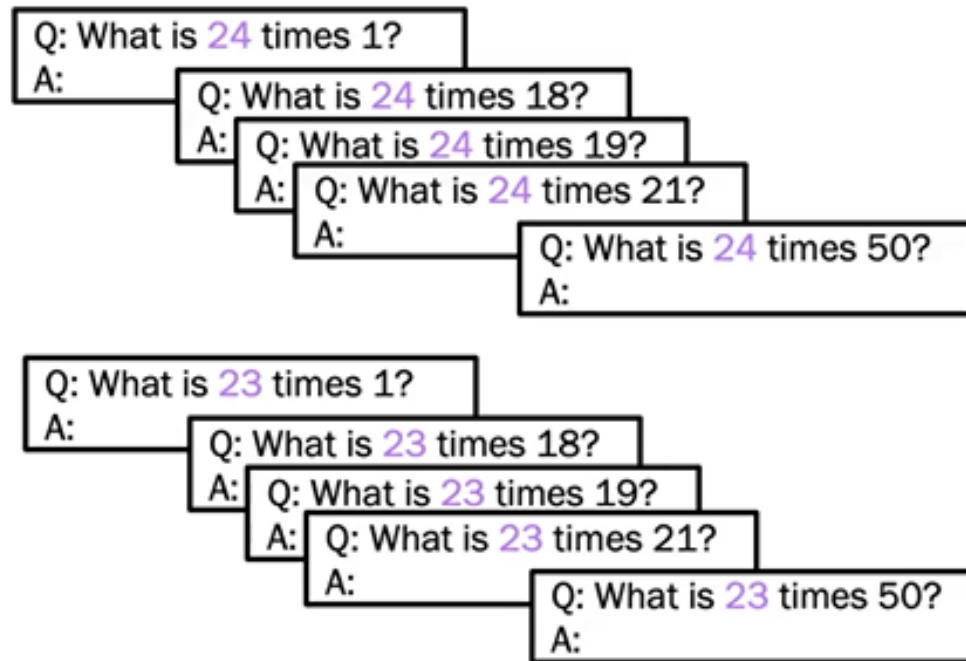 Q: What is 24 times 1?
A:
Q: What is 24 times 18?
A:
Q: What is 24 times 19?
A:
Q: What is 24 times 21?
A:
Q: What is 24 times 50?
A:
Q: What is 23 times 1?
A:
Q: What is 23 times 18?
A:
Q: What is 23 times 19?
A:
Q: What is 23 times 21?
A:
Q: What is 23 times 50?
A: